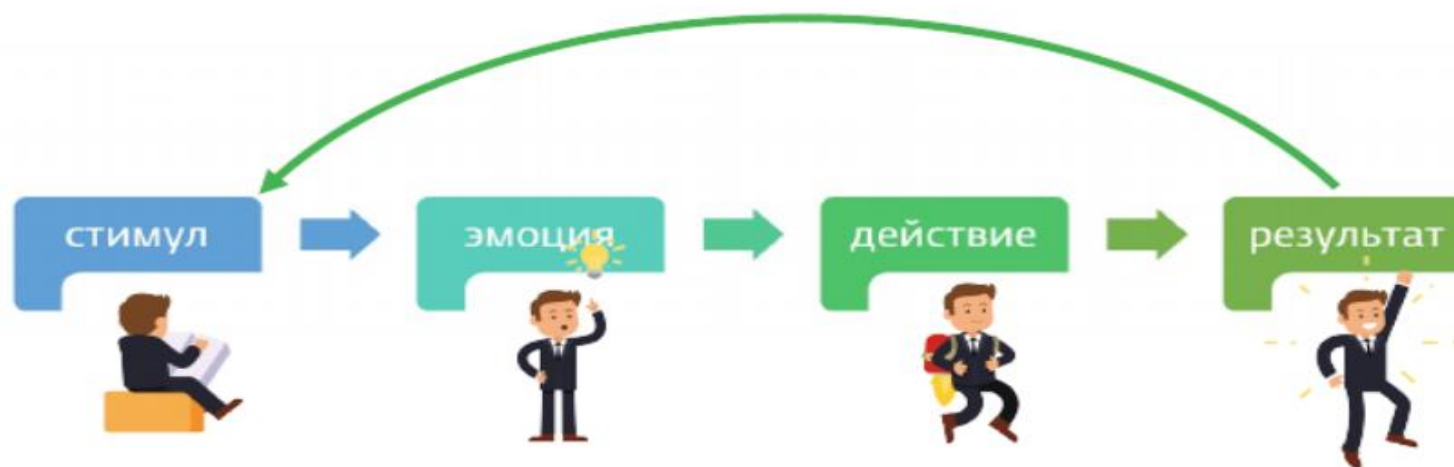 стимул
эмоция
действие
результат